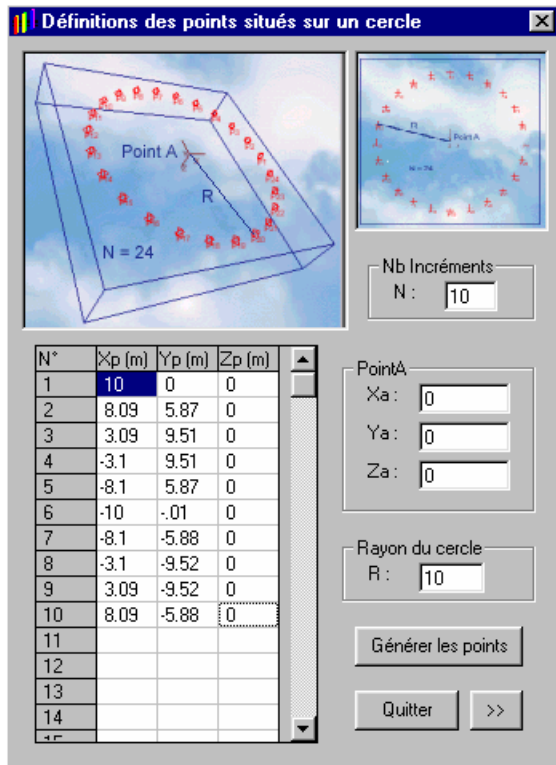 Définitions des points situés sur un cercle
Point A
R
N = 24
R
Point A
N = 24
Nb Incréments
N : 10
N° Xp (m) Yp (m) Zp (m)
1 10 0 0
2 8.09 5.87 0
3 3.09 9.51 0
4 -3.1 9.51 0
5 -8.1 5.87 0
6 -10 -.01 0
7 -8.1 -5.88 0
8 -3.1 -9.52 0
9 3.09 -9.52 0
10 8.09 -5.88 0
11
12
13
14
PointA
Xa : 0
Ya : 0
Za : 0
Rayon du cercle
R : 10
Générer les points
Quitter >>